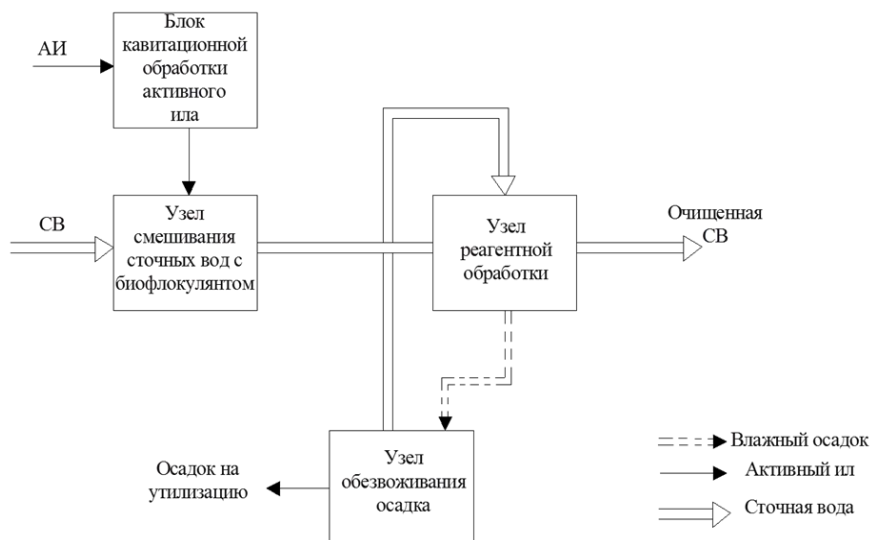 Блок
кавитационной
обработки
активного
ила
АИ
СВ
Узел
смешивания
сточных вод с
биофлокулянтом
Узел
реагентной
обработки
Очищенная
СВ
Узел
обезвоживания
осадка
Осадок на
утилизацию
Влажный осадок
Активный ил
Сточная вода